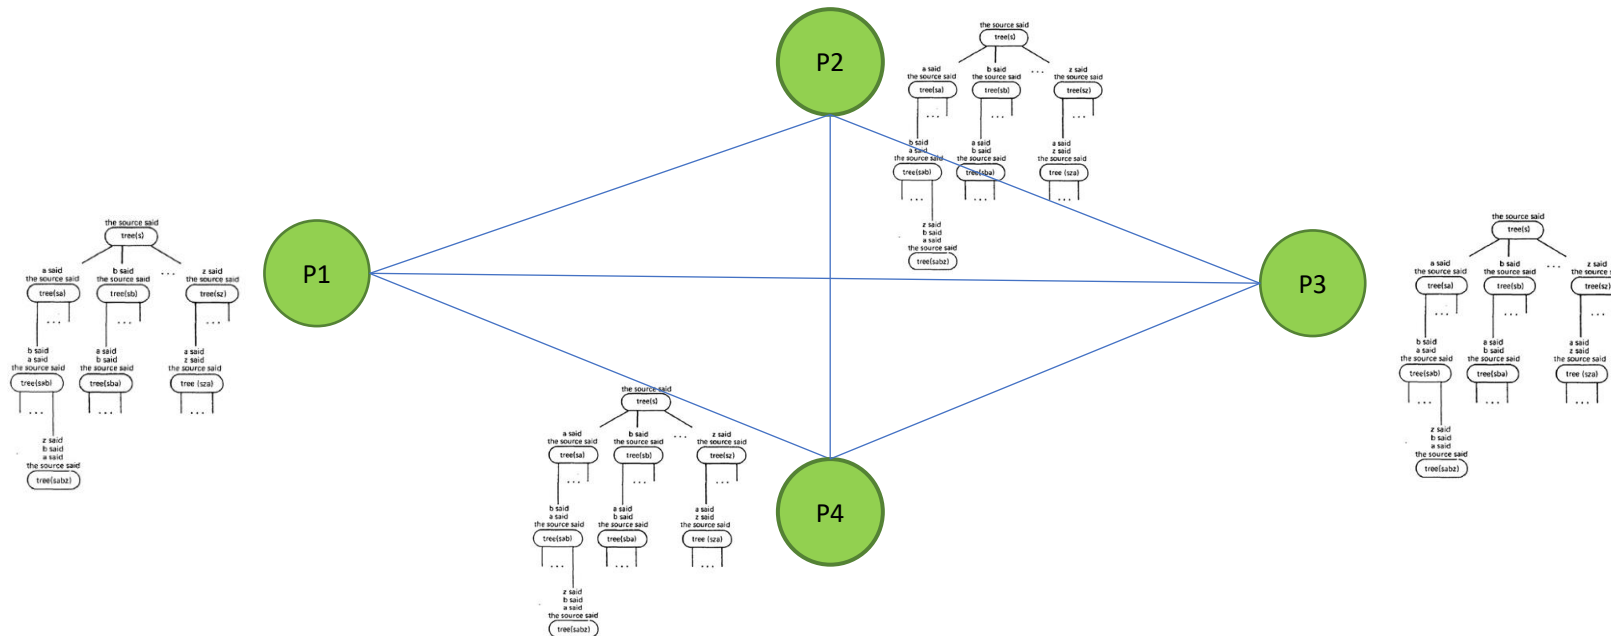 P2
the source said
tree(s)
a said
the source said
tree(sa)
b said
the source said
tree(sb)
...
z said
the source said
tree(sz)
...
...
b said
a said
the source said
tree(sab)
a said
b said
the source said
tree(sba)
a said
z said
the source said
tree (sza)
...
...
...
z said
b said
a said
the source said
tree(sabz)
P1
the source said
tree(s)
a said
the source said
tree(sa)
b said
the source said
tree(sb)
...
z said
the source said
tree(sz)
...
...
...
b said
a said
the source said
tree(sab)
a said
b said
the source said
tree(sba)
a said
z said
the source said
tree (sza)
...
...
...
z said
b said
a said
the source said
tree(sabz)
P3
the source said
tree(s)
a said
the source said
tree(sa)
b said
the source said
tree(sb)
...
z said
the source said
tree(sz)
...
...
...
b said
a said
the source said
tree(sab)
a said
b said
the source said
tree(sba)
a said
z said
the source said
tree (sza)
...
...
...
z said
b said
a said
the source said
tree(sabz)
P4
the source said
tree(s)
a said
the source said
tree(sa)
b said
the source said
tree(sb)
...
z said
the source said
tree(sz)
...
...
...
b said
a said
the source said
tree(sab)
a said
b said
the source said
tree(sba)
a said
z said
the source said
tree (sza)
...
...
...
z said
b said
a said
the source said
tree(sabz)